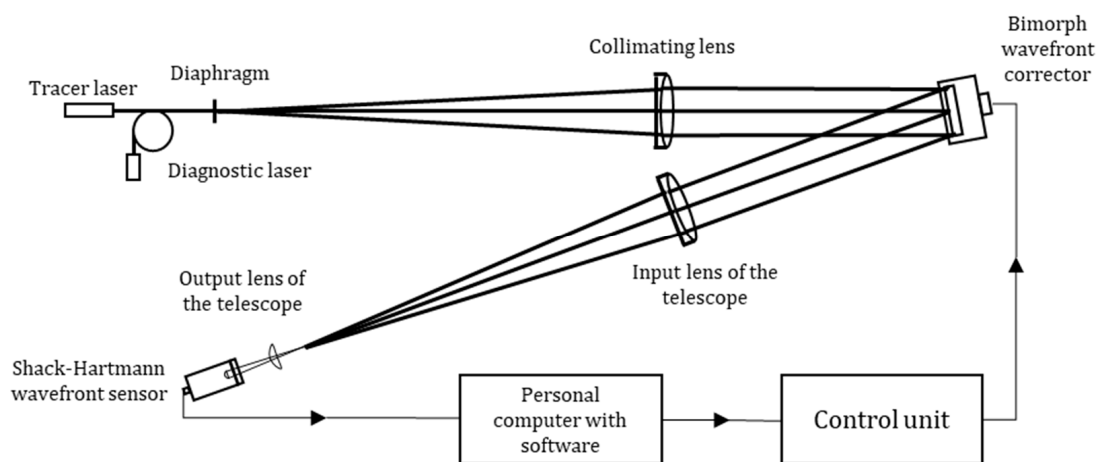 Tracer laser
Diaphragm
Collimating lens
Bimorph
wavefront
corrector
Diagnostic laser
Input lens of the
telescope
Output lens of
the telescope
Shack-Hartmann
wavefront sensor
Personal
computer with
software
Control unit